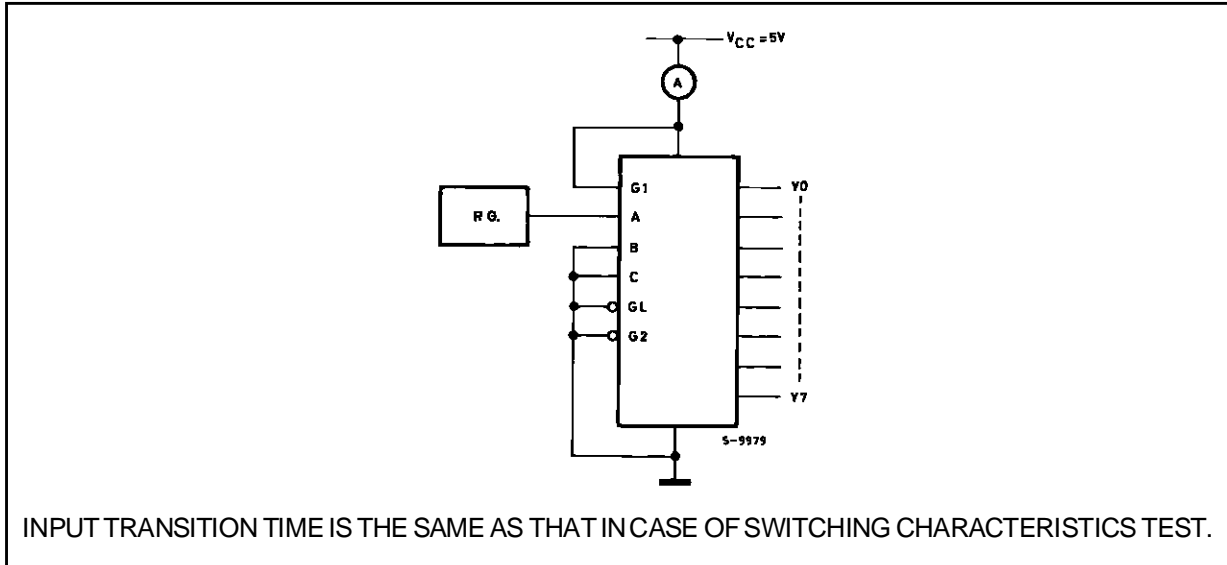 VCC=5V
A
G1
Y0
R G.
A
B
C
GL
G2
Y7
S-9979
INPUT TRANSITION TIME IS THE SAME AS THAT IN CASE OF SWITCHING CHARACTERISTICS TEST.